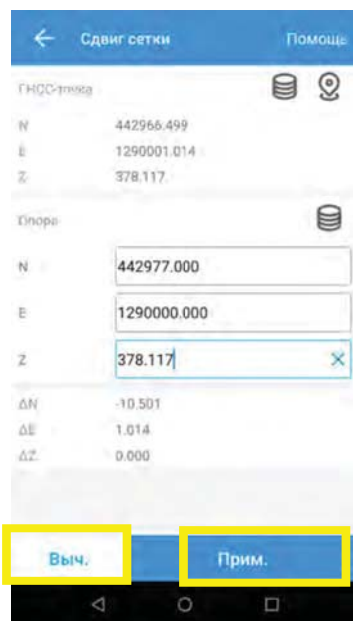 Сдвиг сетки Помощь
ГНСС-точка
N 442966.499
E 1290001.014
Z 378.117
Опора
N 442977.000
E 1290000.000
Z 378.117
ΔN -10.501
ΔE 1.014
ΔZ 0.000
Выч. Прим.